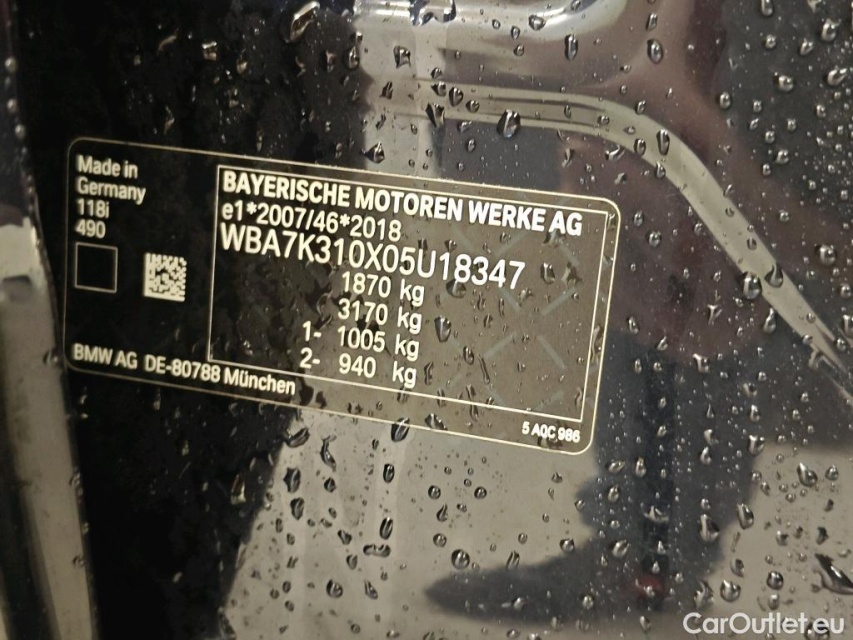 Made in
Germany
118i
490
BMW AG DE-80788 München
BAYERISCHE MOTOREN WERKE AG
e1*2007/46*2018
WBA7K310X05U18347
1870 kg
3170 kg
1- 1005 kg
2- 940 kg
5 A0C 986
CarOutlet.eu